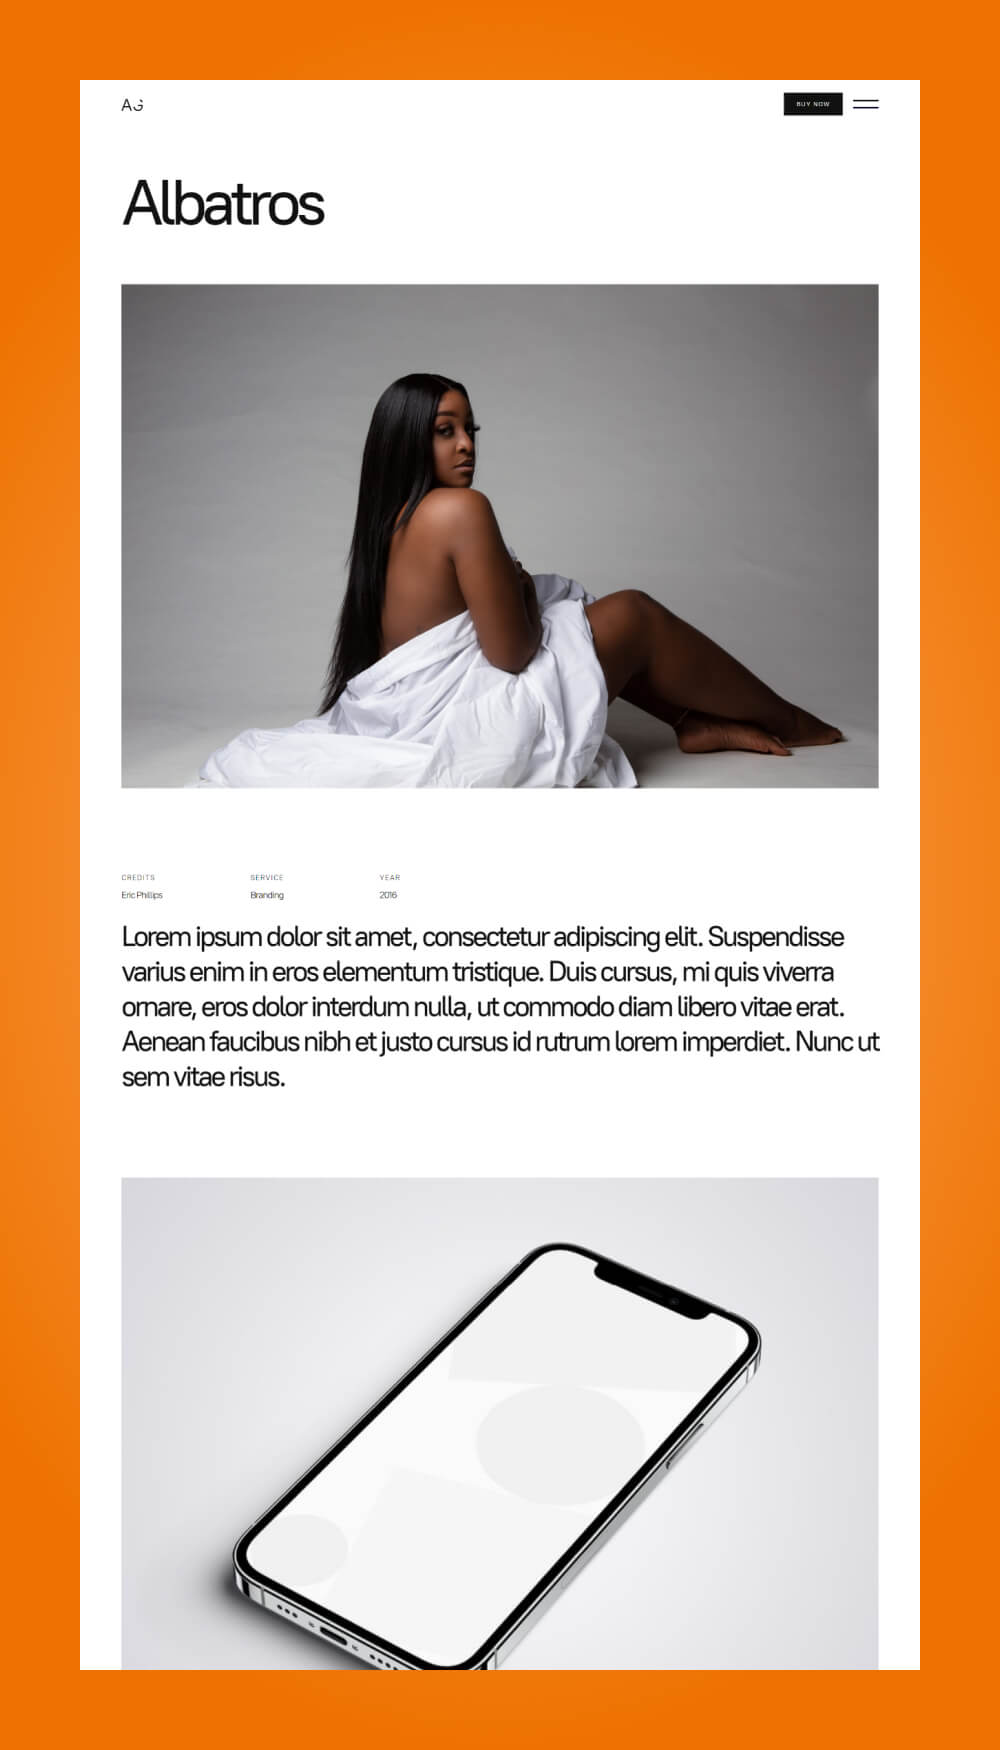 AG
BUY NOW
Albatros
CREDITS SERVICE YEAR
Eric Phillips Branding 2016
Lorem ipsum dolor sit amet, consectetur adipiscing elit. Suspendisse
varius enim in eros elementum tristique. Duis cursus, mi quis viverra
ornare, eros dolor interdum nulla, ut commodo diam libero vitae erat.
Aenean faucibus nibh et justo cursus id rutrum lorem imperdiet. Nunc ut
sem vitae risus.